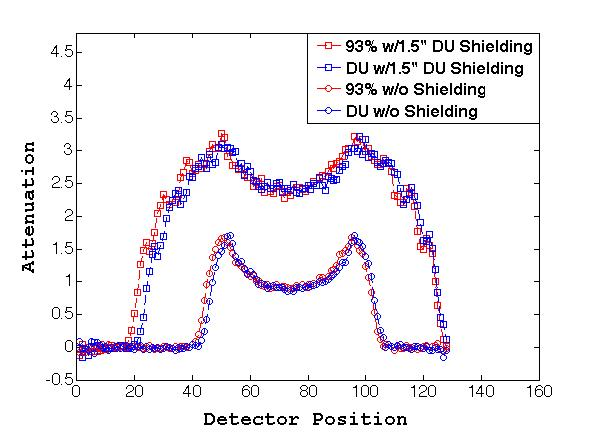 93% w/1.5" DU Shielding
DU w/1.5" DU Shielding
93% w/o Shielding
DU w/o Shielding
4.5
4
3.5
3
2.5
2
1.5
1
0.5
0
-0.5
0 20 40 60 80 100 120 140 160
Attenuation
Detector Position